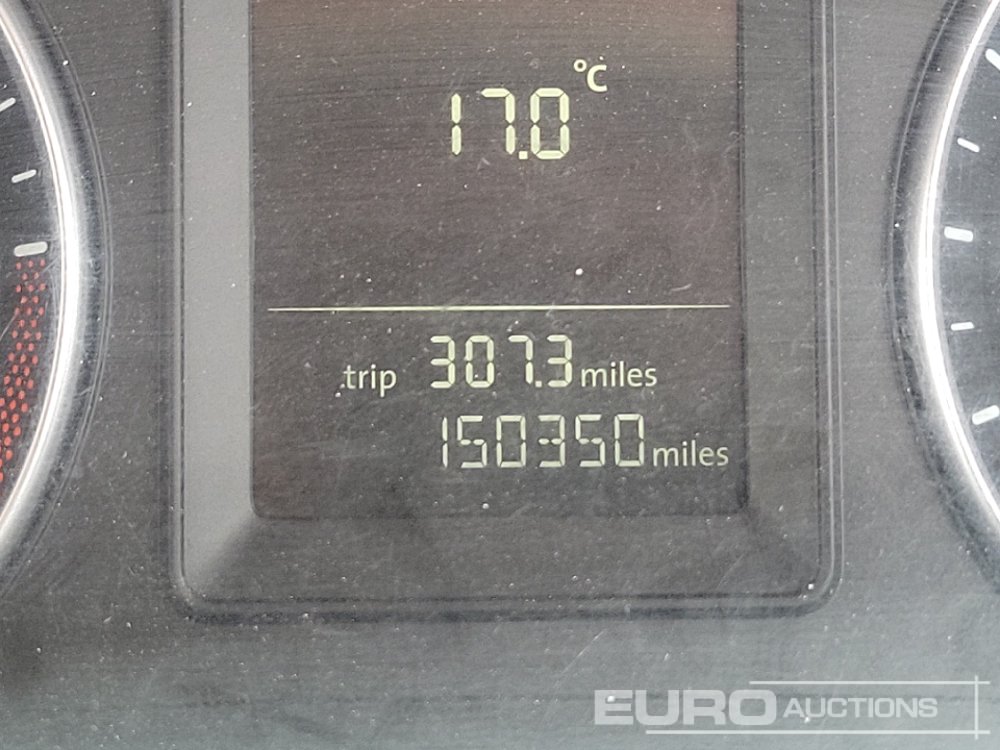 17.0 °C
trip 307.3 miles
150350 miles
EURO AUCTIONS